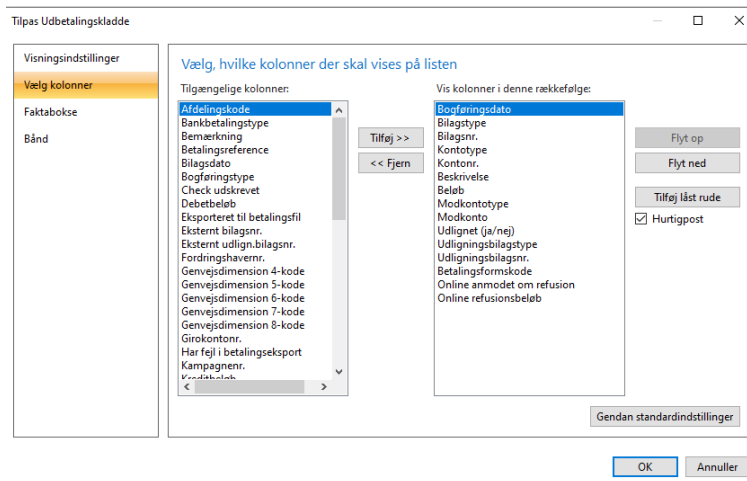 Tilpas Udbetalingskladde
Visningsindstillinger
Vælg kolonner
Faktabokse
Bånd
Vælg, hvilke kolonner der skal vises på listen
Tilgængelige kolonner:
Afdelingskode
Bankbetalingstype
Bemærkning
Betalingsreference
Bilagsdato
Bogføringstype
Check udskrevet
Debetbeløb
Eksporteret til betalingsfil
Eksternt bilagsnr.
Eksternt udlign.bilagsnr.
Fordringshavernr.
Genvejsdimension 4-kode
Genvejsdimension 5-kode
Genvejsdimension 6-kode
Genvejsdimension 7-kode
Genvejsdimension 8-kode
Girokontonr.
Har fejl i betalingseksport
Kampagnenr.
Kreditbeløb
Tilføj >>
<< Fjern
Vis kolonner i denne rækkefølge:
Bogføringsdato
Bilagstype
Bilagsnr.
Kontotype
Kontonr.
Beskrivelse
Beløb
Modkontotype
Modkonto
Udlignet (ja/nej)
Udligningsbilagstype
Udligningsbilagsnr.
Betalingsformskode
Online anmodet om refusion
Online refusionsbeløb
Flyt op
Flyt ned
Tilføj låst rude
Hurtigpost
Gendan standardindstillinger
OK
Annuller